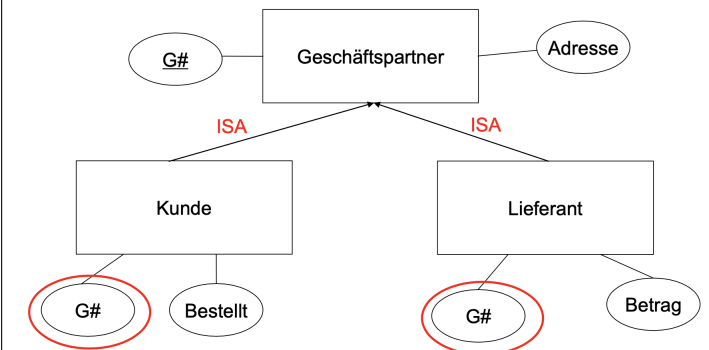 G#
Geschäftspartner
Adresse
ISA
ISA
Kunde
Lieferant
G#
Bestellt
G#
Betrag